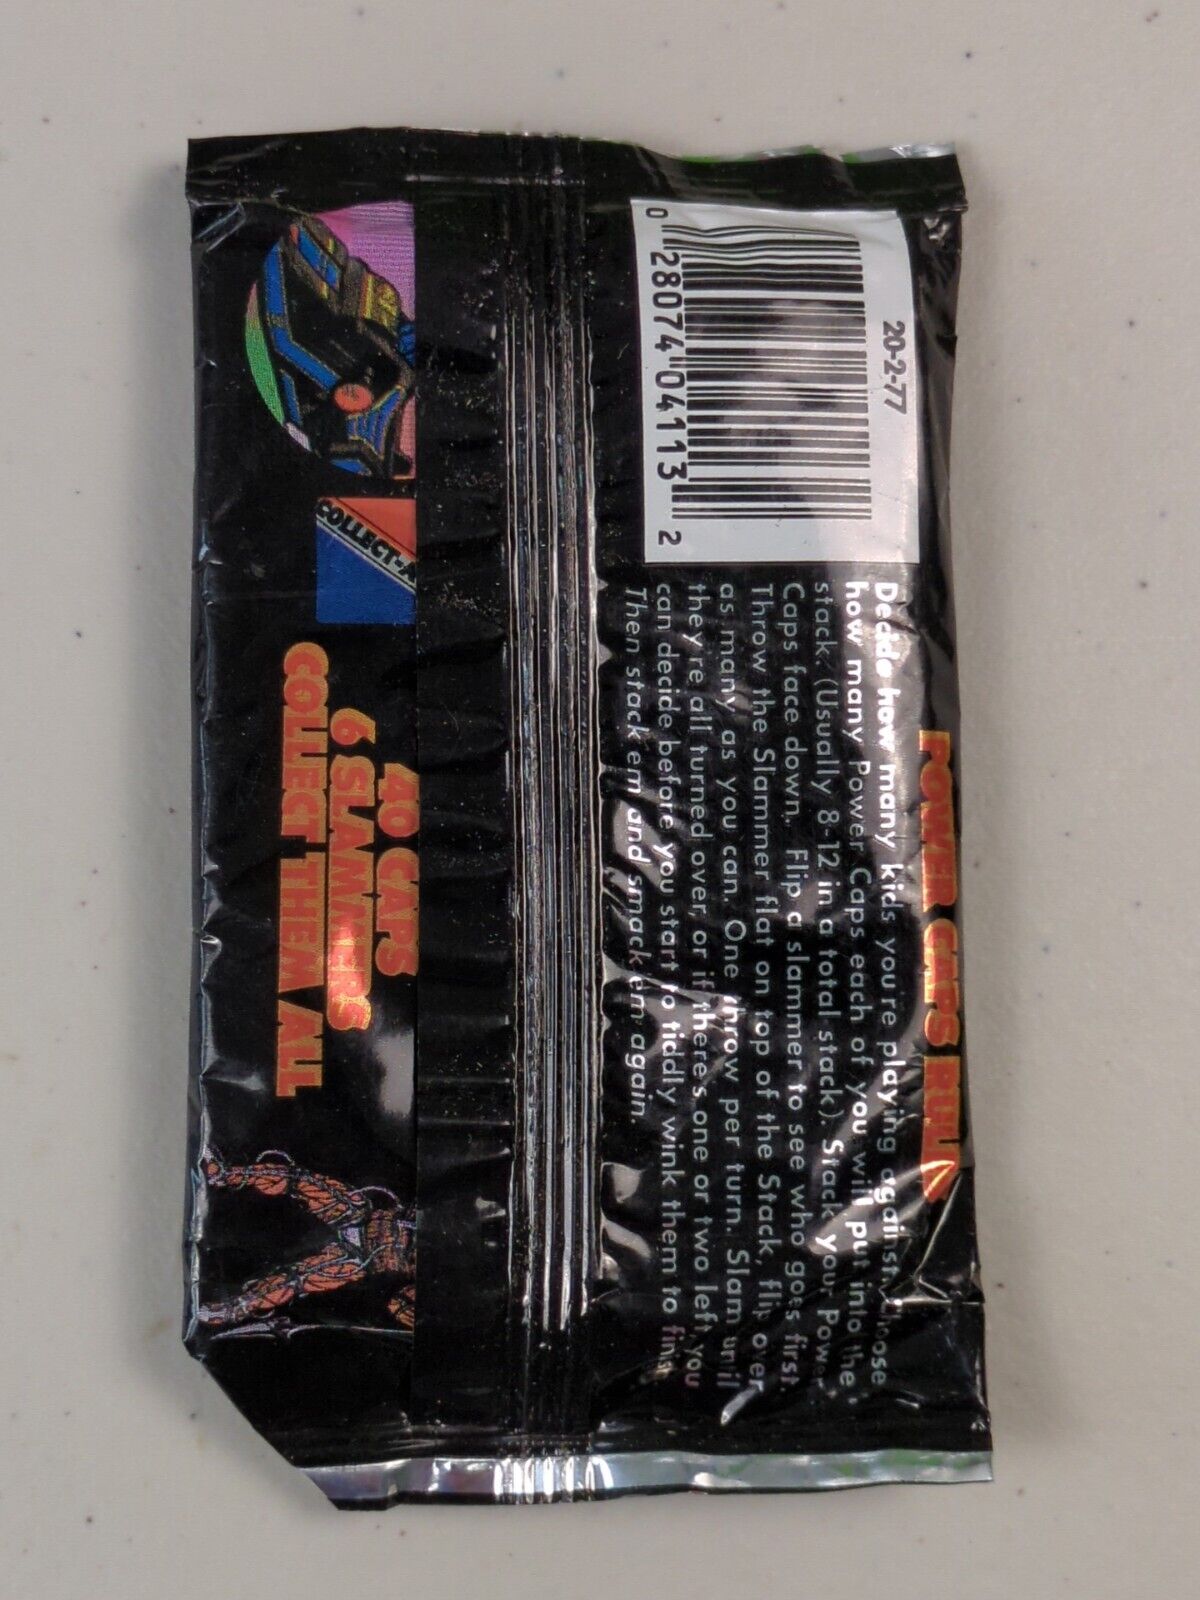 POWER CAPS RUL
Decide how many kids you're playing against. hoose
how many Power Caps each of you will put into the
stack. (Usually 8-12 in a total stack). Stack your Power
Caps face down. Flip a slammer to see who goes first.
Throw the Slammer flat on top of the Stack, flip over
as many as you can. One throw per turn. Slam until
they're all turned over, or if there's one or two left, you
can decide before you start to tiddly wink them to finis
Then stack em and smack em again.
20-2-77
0 28074 04113 2
COLLECT-A
40 CAPS
6 SLAMMERS
COLLECT THEM ALL